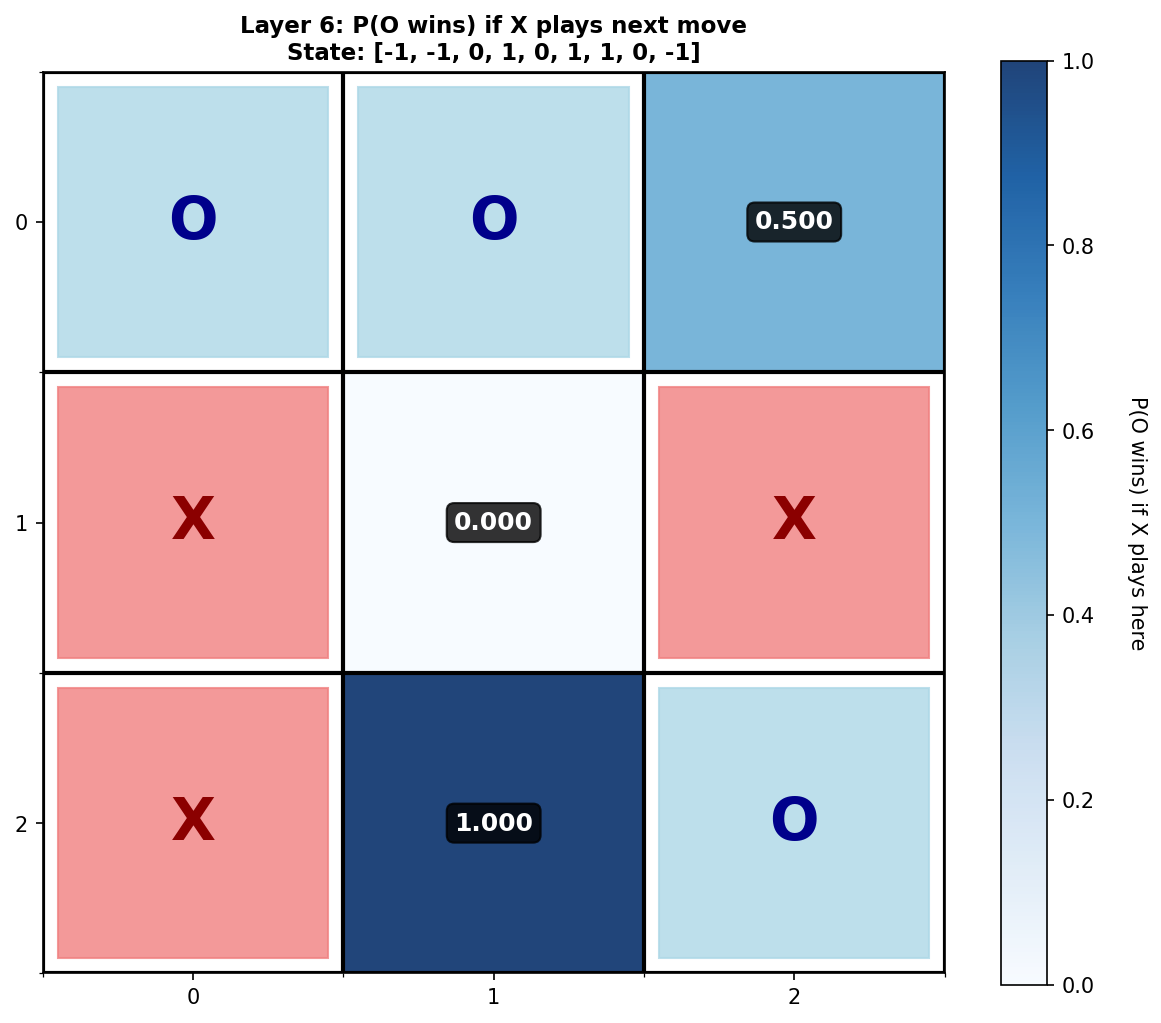 Layer 6: P(O wins) if X plays next move
State: [-1, -1, 0, 1, 0, 1, 1, 0, -1]
0
O
O
0.500
1
X
0.000
X
2
X
1.000
O
0
1
2
1.0
0.8
0.6
0.4
0.2
0.0
P(O wins) if X plays here